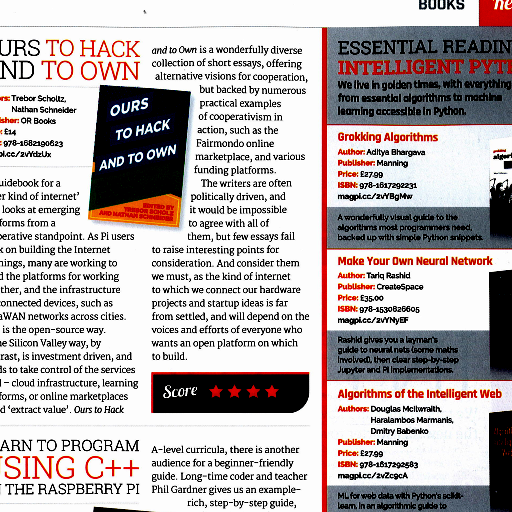 BOOKS
URS TO HACK
ND TO OWN
rs: Trebor Scholtz,
Nathan Schneider
isher: OR Books
£14
978-1682190623
pi.cc/2vYdzUx
OURS
TO HACK
AND TO OWN
EDITED BY
TREBOR SCHOLZ
AND NATHAN SCHNEIDER
uidebook for a
er kind of internet'
looks at emerging
forms from a
perative standpoint. As Pi users
k on building the Internet
hings, many are working to
d the platforms for working
ther, and the infrastructure
connected devices, such as
aWAN networks across cities.
is the open-source way.
he Silicon Valley way, by
rast, is investment driven, and
ds to take control of the services
] – cloud infrastructure, learning
forms, or online marketplaces
d 'extract value'. Ours to Hack
and to Own is a wonderfully diverse
collection of short essays, offering
alternative visions for cooperation,
but backed by numerous
practical examples
of cooperativism in
action, such as the
Fairmondo online
marketplace, and various
funding platforms.
The writers are often
politically driven, and
it would be impossible
to agree with all of
them, but few essays fail
to raise interesting points for
consideration. And consider them
we must, as the kind of internet
to which we connect our hardware
projects and startup ideas is far
from settled, and will depend on the
voices and efforts of everyone who
wants an open platform on which
to build.
Score
ARN TO PROGRAM
USING C++
N THE RASPBERRY PI
A-level curricula, there is another
audience for a beginner-friendly
guide. Long-time coder and teacher
Phil Gardner gives us an example-
rich, step-by-step guide,
ESSENTIAL READIN
INTELLIGENT PYT
We live in golden times, with everything
from essential algorithms to machine
learning accessible in Python.
Grokking Algorithms
Author: Aditya Bhargava
Publisher: Manning
Price: £27.99
ISBN: 978-1617292231
magpi.cc/2vYBgMw
A wonderfully visual guide to the
algorithms most programmers need,
backed up with simple Python snippets.
Make Your Own Neural Network
Author: Tariq Rashid
Publisher: CreateSpace
Price: £35.00
ISBN: 978-1530826605
magpi.cc/2vYNyEF
Rashid gives you a layman's
guide to neural nets (some maths
involved), then clear step-by-step
Jupyter and Pi implementations.
Algorithms of the Intelligent Web
Authors: Douglas McIlwraith,
Haralambos Marmanis,
Dmitry Babenko
Publisher: Manning
Price: £27.99
ISBN: 978-1617292583
magpi.cc/2vZc9cA
ML for web data with Python's scikit-
learn. In an algorithmic guide to